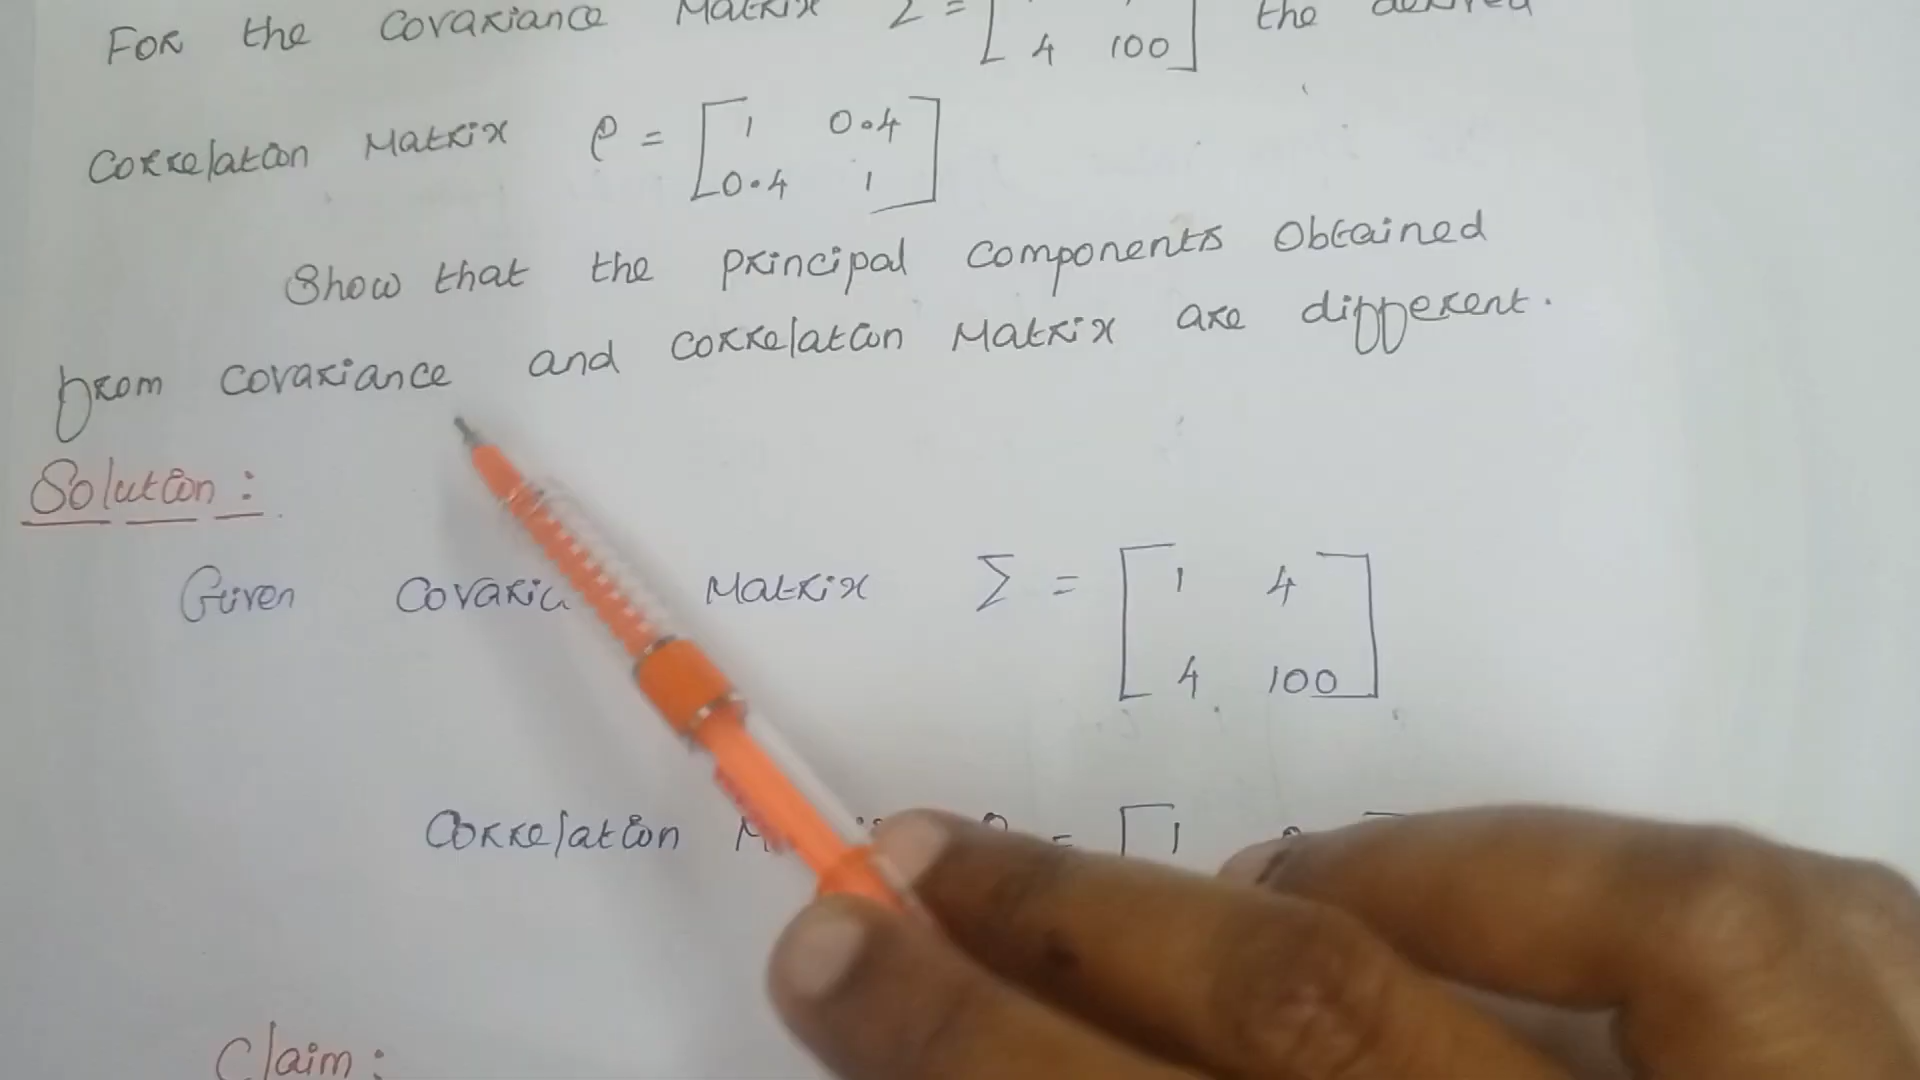 For the Covariance Matrix Σ = [ 4 100 ] the
Correlation Matrix ρ = [ 1 0.4
0.4 1 ]
Show that the principal components obtained
from covariance and correlation Matrix are different.
Solution:
Given Matrix Σ = [ 1 4
4 100 ]
Correlation = [ 1
Claim: